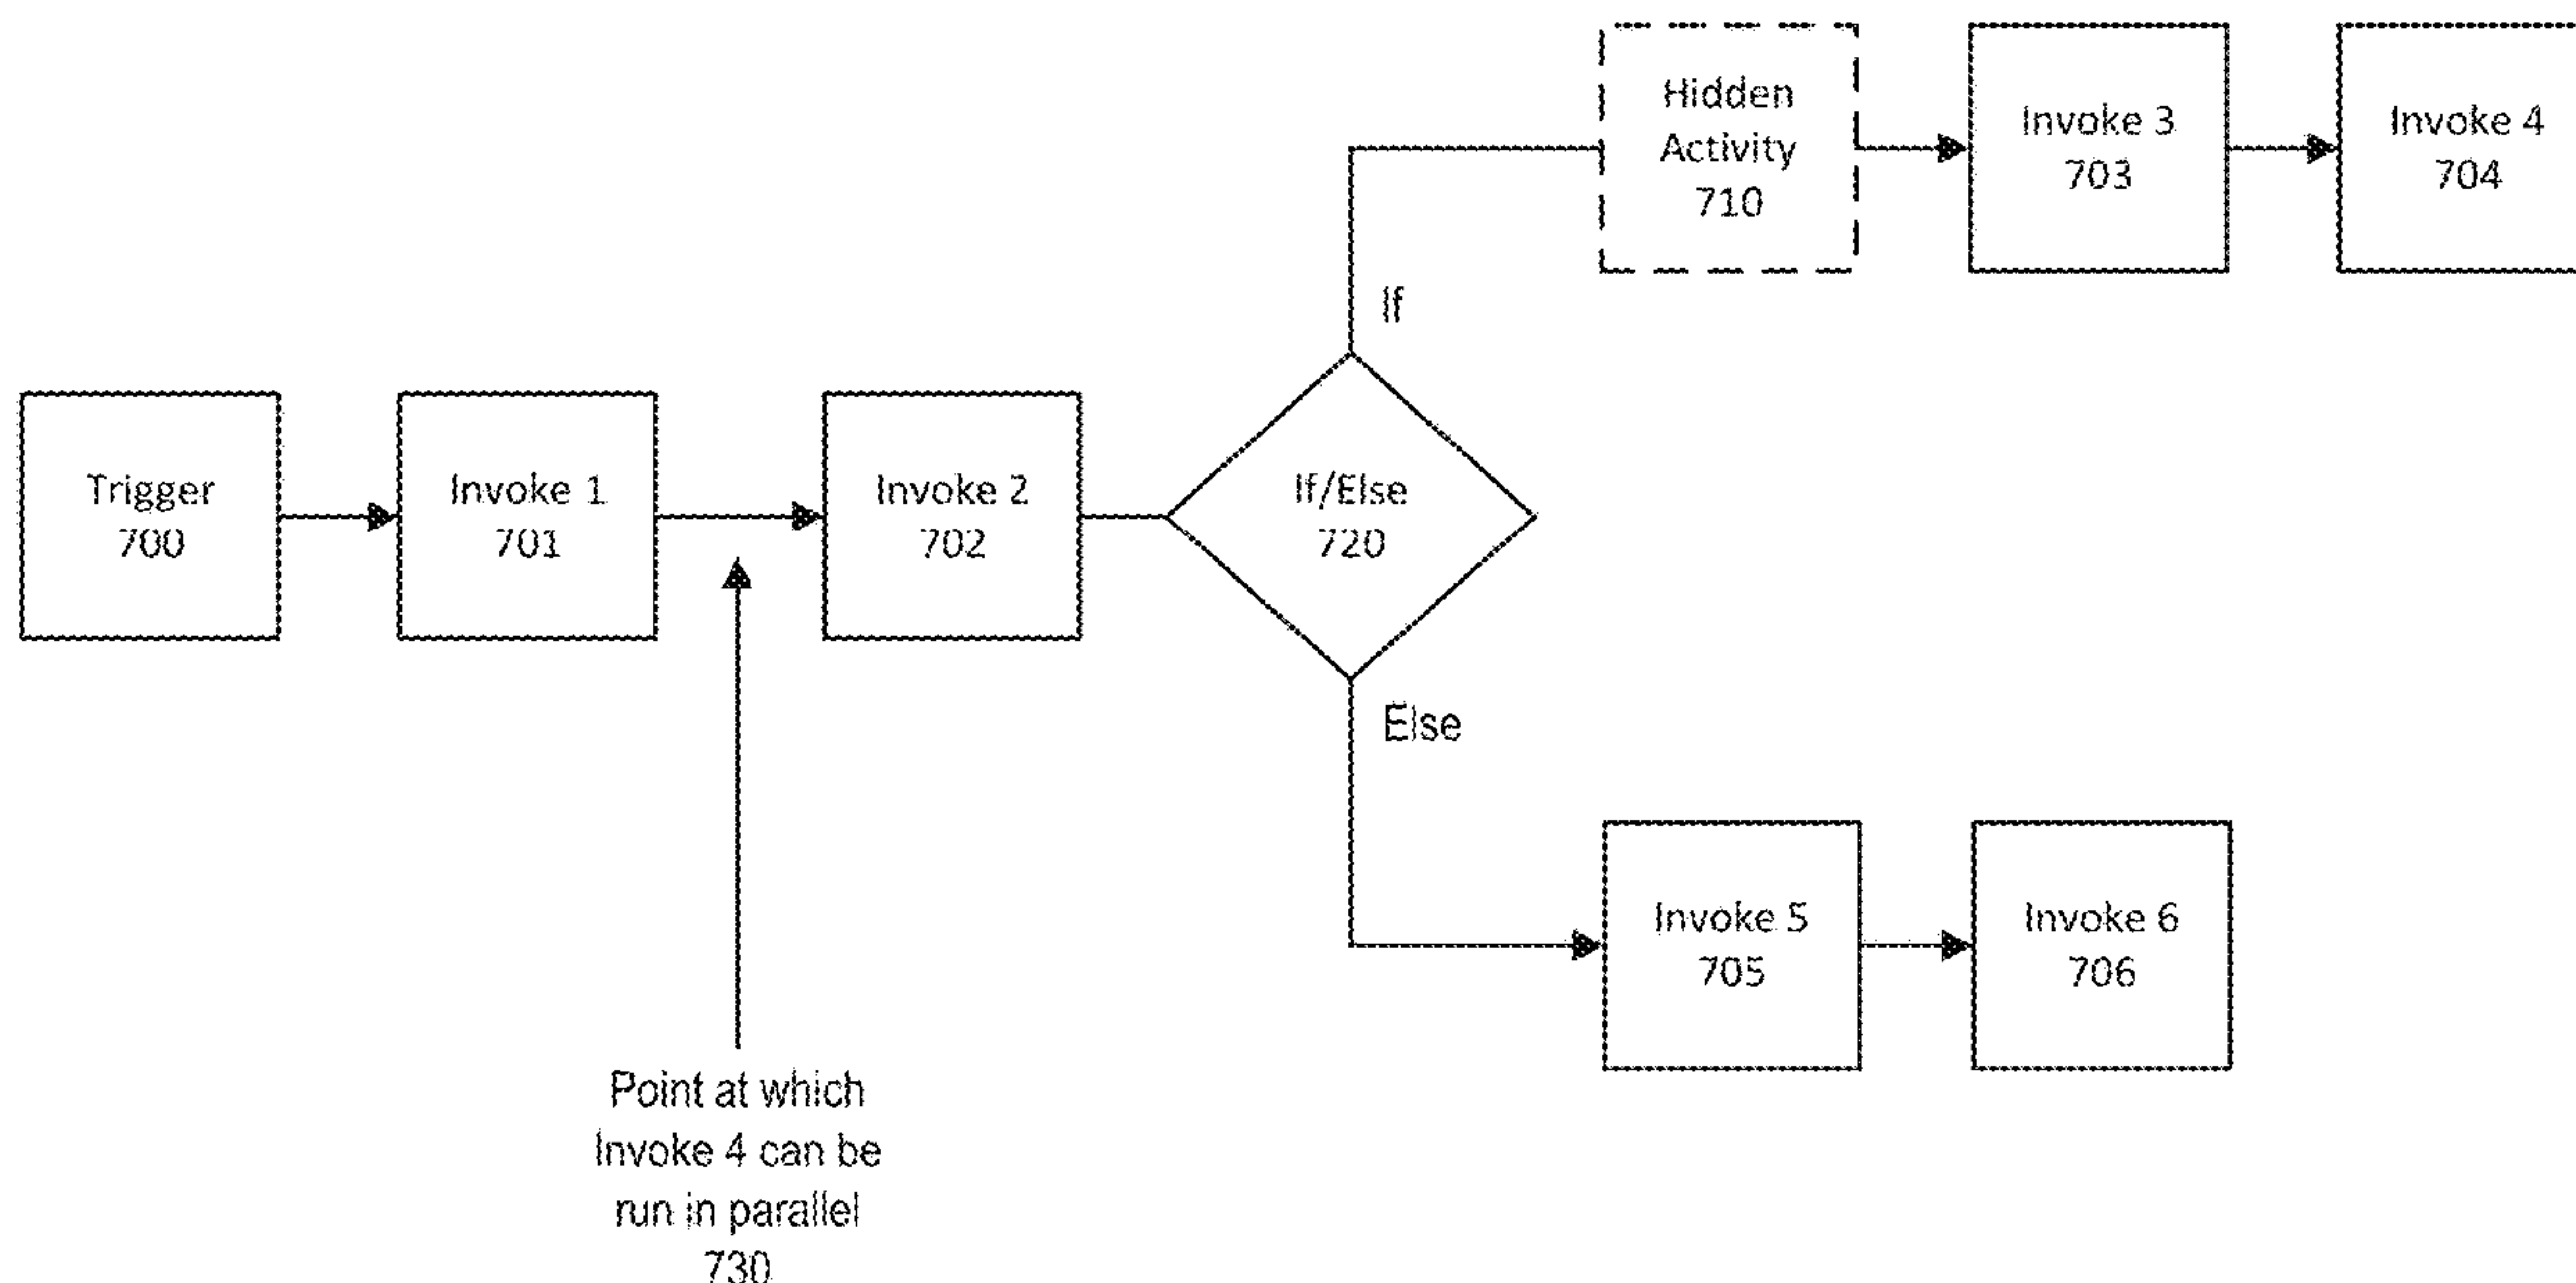 Hidden
Activity
710
Invoke 3
703
Invoke 4
704
If
Trigger
700
Invoke 1
701
Invoke 2
702
If/Else
720
Else
Invoke 5
705
Invoke 6
706
Point at which
Invoke 4 can be
run in parallel
730